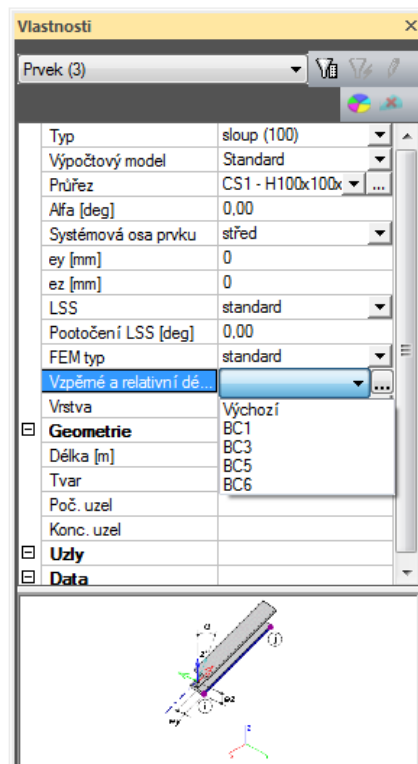 Vlastnosti
Prvek (3)
Typ sloup (100)
Výpočtový model Standard
Průřez CS1 - H100x100x ...
Alfa [deg] 0,00
Systémová osa prvku střed
ey [mm] 0
ez [mm] 0
LSS standard
Pootočení LSS [deg] 0,00
FEM typ standard
Vzpěrné a relativní dé... ...
Vrstva
Výchozí
BC1
BC3
BC5
BC6
Geometrie
Délka [m]
Tvar
Poč. uzel
Konc. uzel
Uzly
Data
α
z
ez
ey
i
j
z